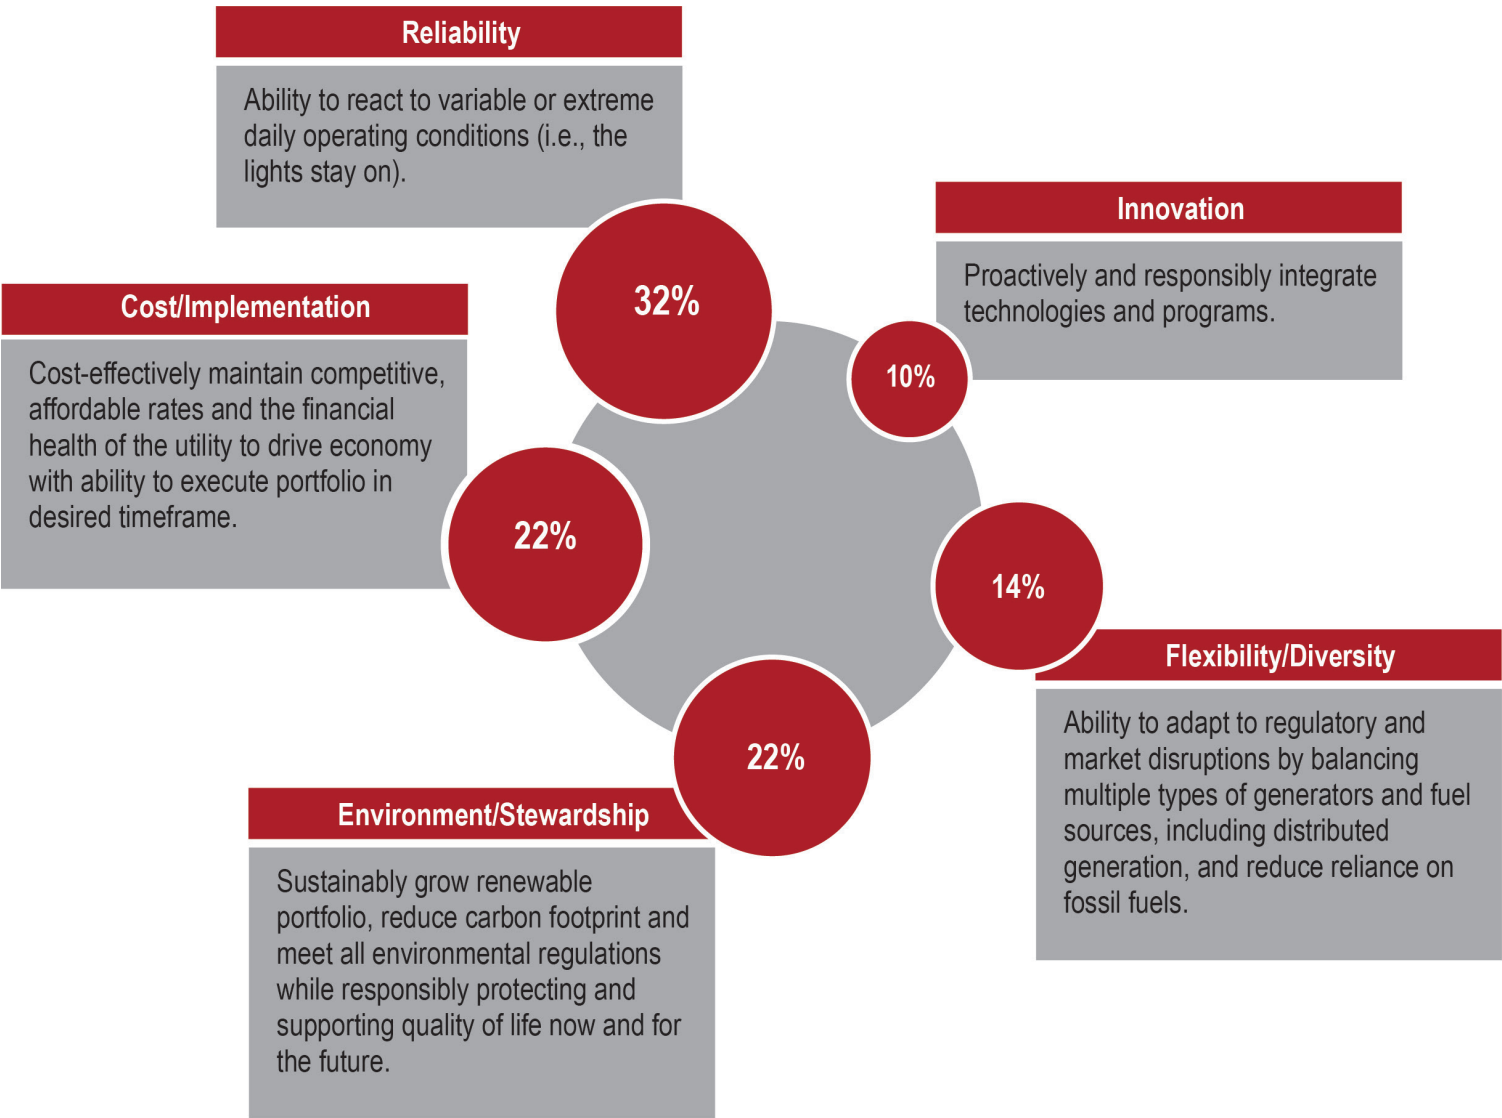 Reliability
Ability to react to variable or extreme
daily operating conditions (i.e., the
lights stay on).
32%
Innovation
Proactively and responsibly integrate
technologies and programs.
10%
Cost/Implementation
Cost-effectively maintain competitive,
affordable rates and the financial
health of the utility to drive economy
with ability to execute portfolio in
desired timeframe.
22%
14%
Flexibility/Diversity
Ability to adapt to regulatory and
market disruptions by balancing
multiple types of generators and fuel
sources, including distributed
generation, and reduce reliance on
fossil fuels.
22%
Environment/Stewardship
Sustainably grow renewable
portfolio, reduce carbon footprint and
meet all environmental regulations
while responsibly protecting and
supporting quality of life now and for
the future.